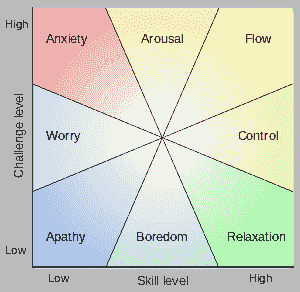 High
Anxiety
Arousal
Flow
Challenge level
Worry
Control
Apathy
Boredom
Relaxation
Low
Low
Skill level
High